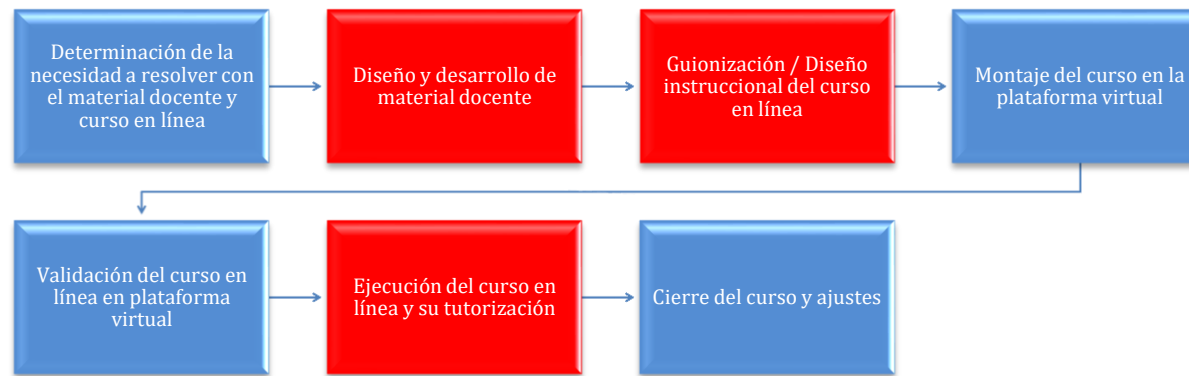 Determinación de la
necesidad a resolver con
el material docente y
curso en línea
Diseño y desarrollo de
material docente
Guionización / Diseño
instruccional del curso
en línea
Montaje del curso en la
plataforma virtual
Validación del curso en
línea en plataforma
virtual
Ejecución del curso en
línea y su tutorización
Cierre del curso y ajustes